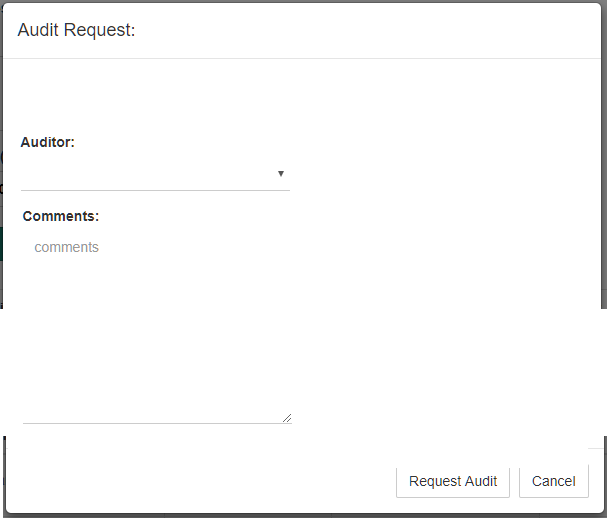 Audit Request:
Auditor:
Comments:
comments
Request Audit Cancel